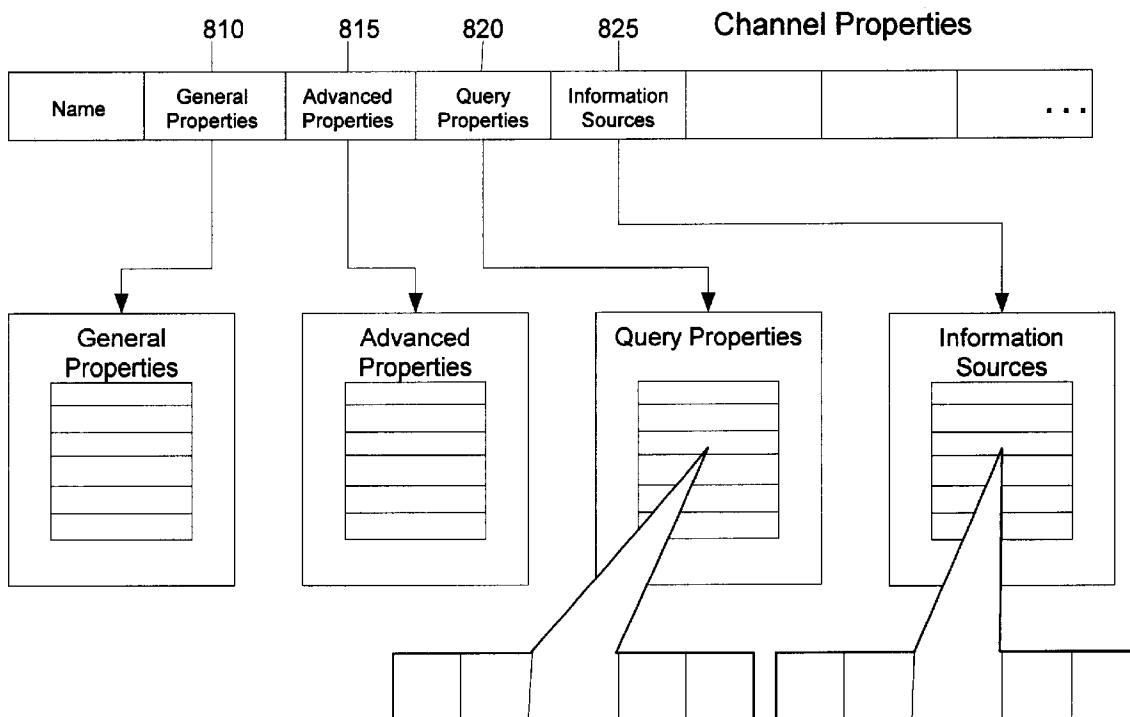 810 815 820 825 Channel Properties
Name General Properties Advanced Properties Query Properties Information Sources ...
General Properties
Advanced Properties
Query Properties
Information Sources